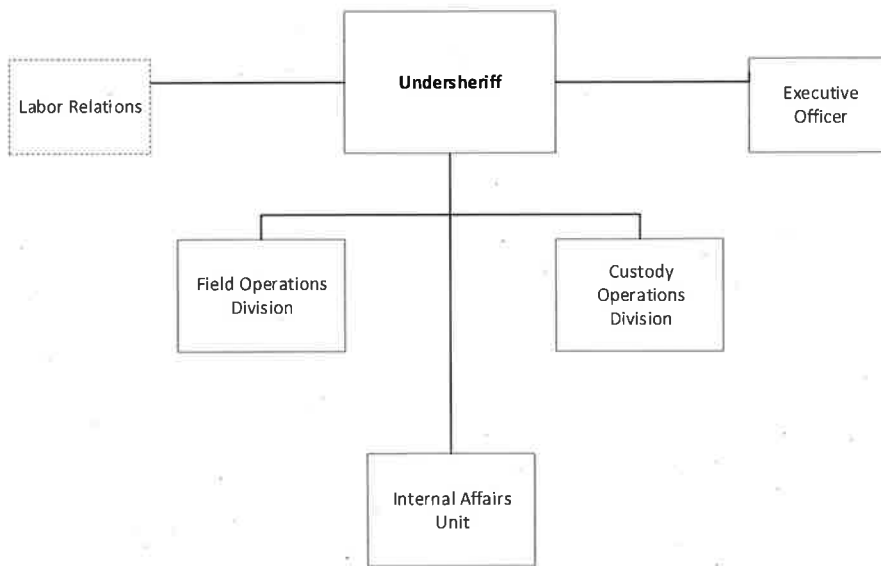 Undersheriff
Labor Relations
Executive
Officer
Field Operations
Division
Custody
Operations
Division
Internal Affairs
Unit